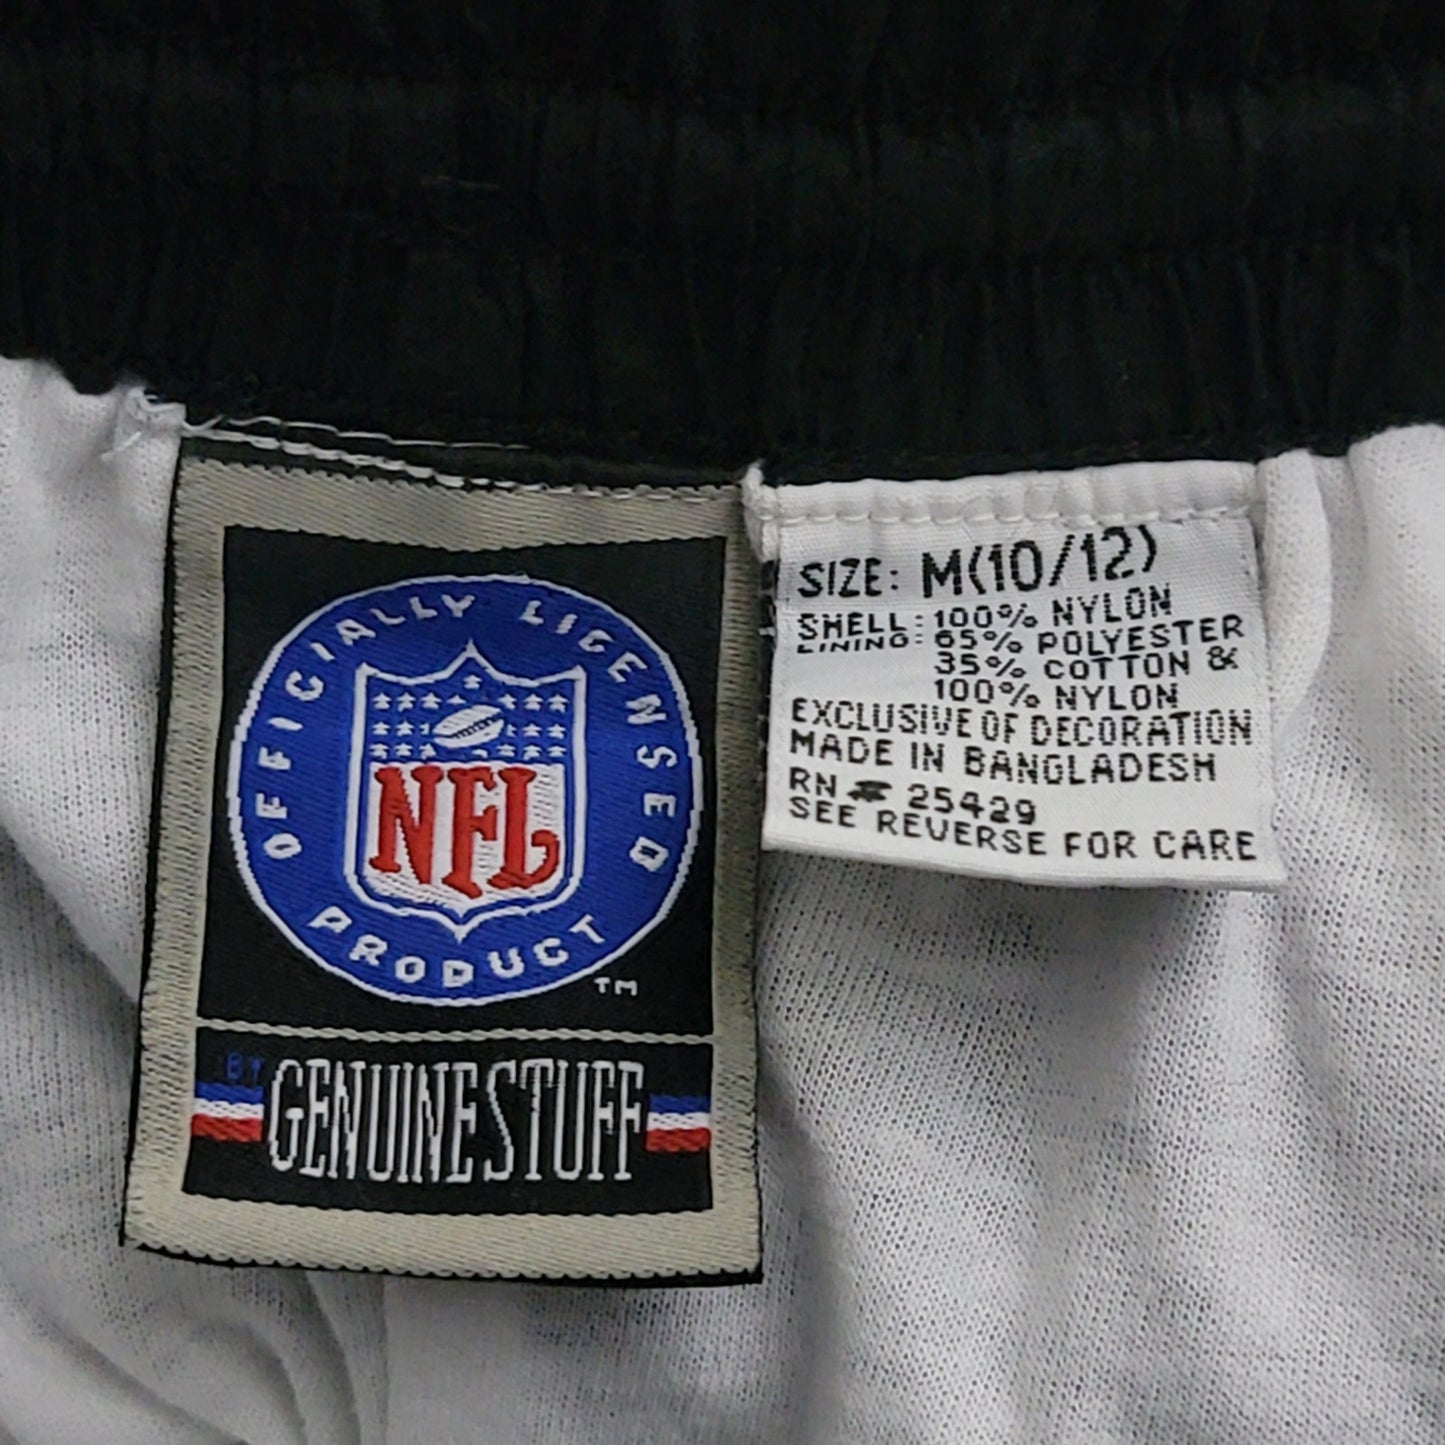 OFFICIALLY LICENSED
NFL
PRODUCT
TM
BY
GENUINE STUFF
SIZE: M(10/12)
SHELL: 100% NYLON
LINING: 65% POLYESTER
35% COTTON &
100% NYLON
EXCLUSIVE OF DECORATION
MADE IN BANGLADESH
RN # 25429
SEE REVERSE FOR CARE